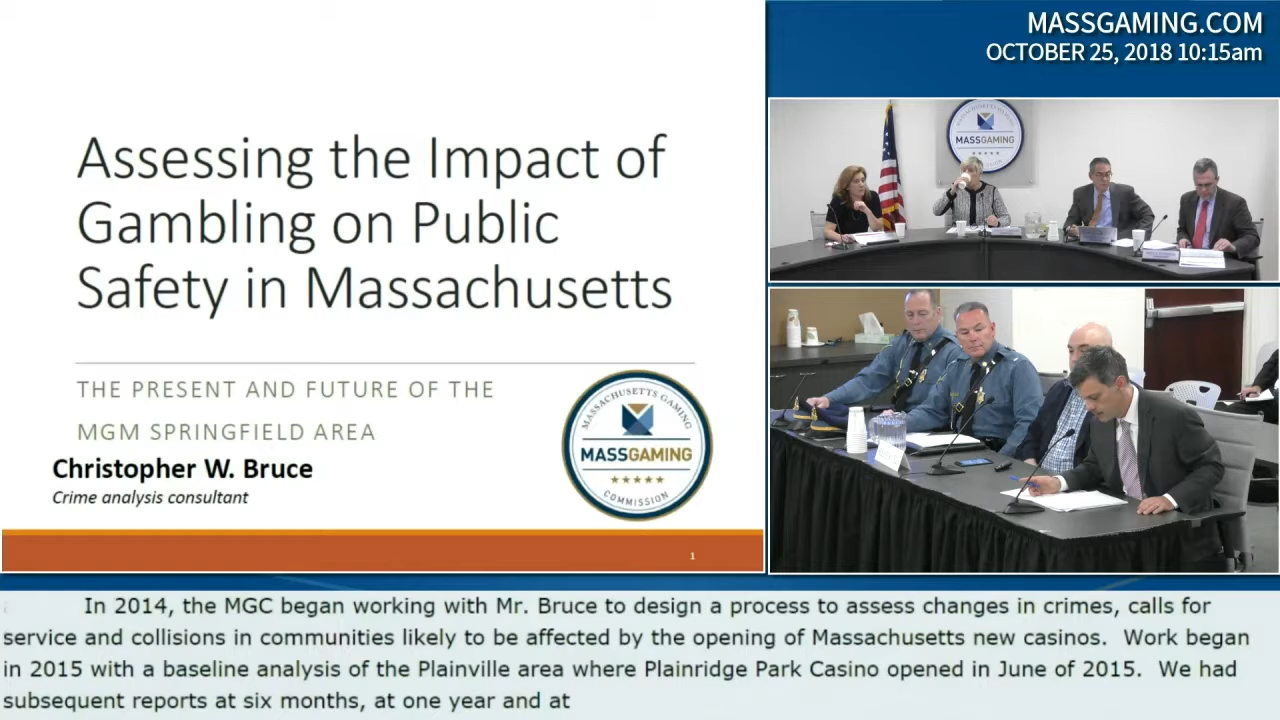 MASSGAMING.COM
OCTOBER 25, 2018 10:15am
Assessing the Impact of
Gambling on Public
Safety in Massachusetts
THE PRESENT AND FUTURE OF THE
MGM SPRINGFIELD AREA
Christopher W. Bruce
Crime analysis consultant
MASSACHUSETTS GAMING
MASSGAMING
COMMISSION
1
MASSGAMING
In 2014, the MGC began working with Mr. Bruce to design a process to assess changes in crimes, calls for
service and collisions in communities likely to be affected by the opening of Massachusetts new casinos.  Work began
in 2015 with a baseline analysis of the Plainville area where Plainridge Park Casino opened in June of 2015.  We had
subsequent reports at six months, at one year and at